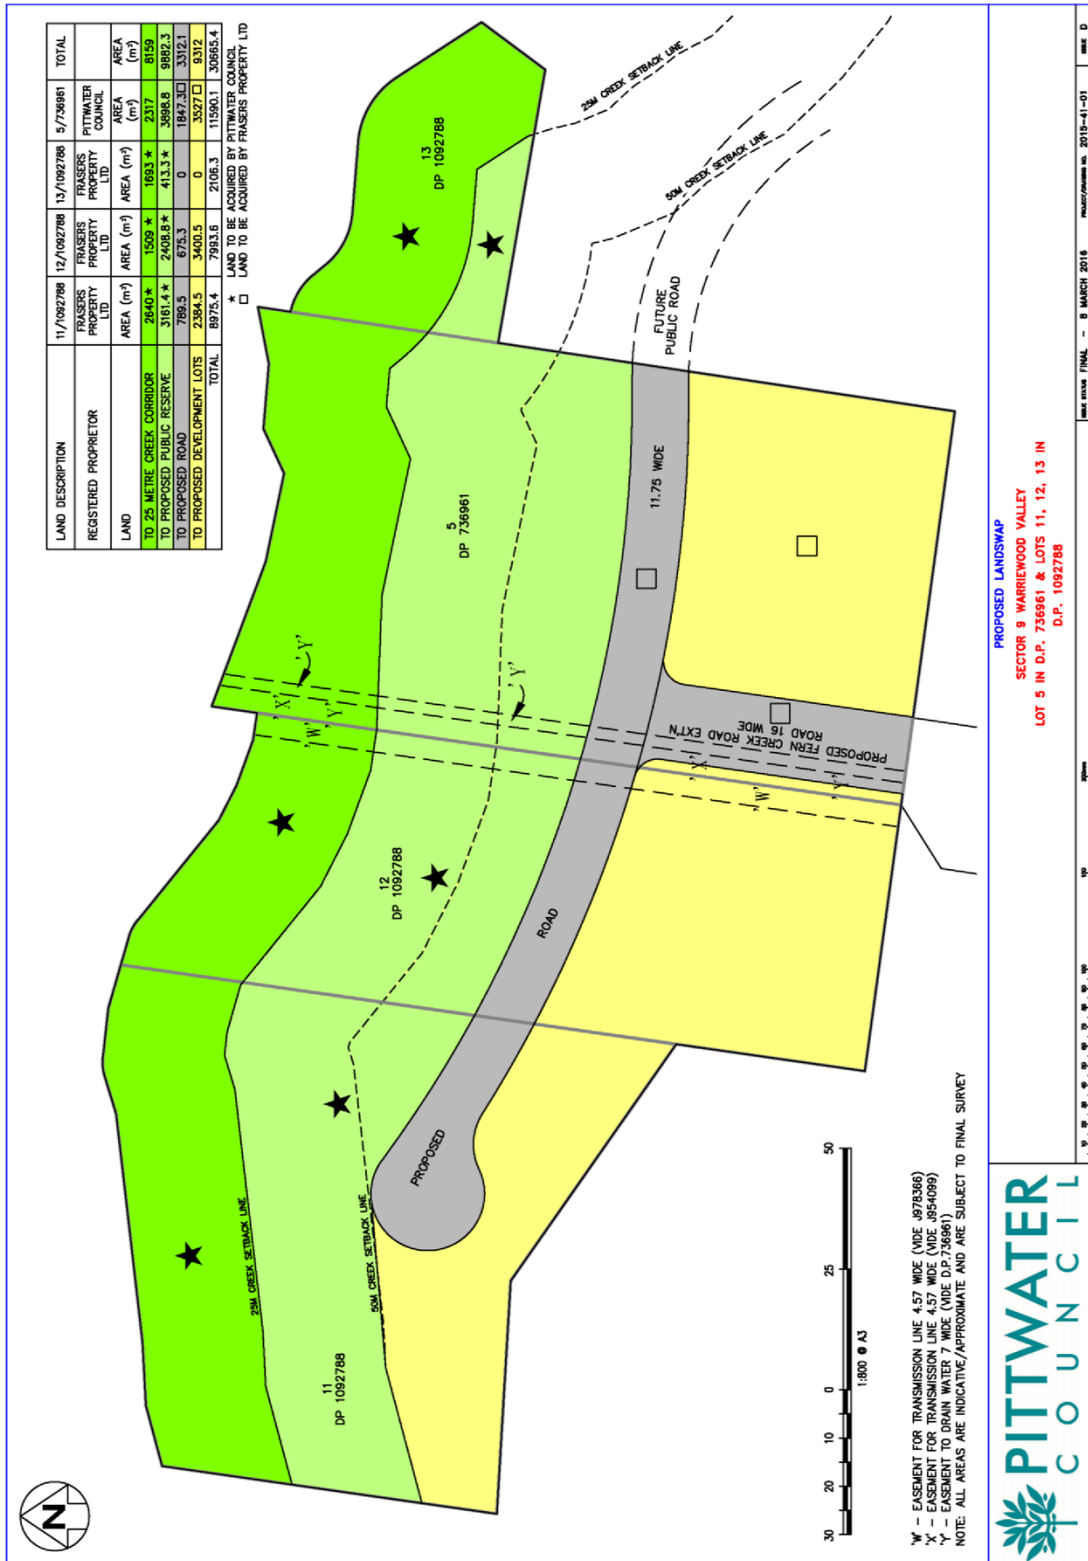 LAND DESCRIPTION 11/1092788 12/1092788 13/1092788 5/736961 TOTAL
REGISTERED PROPRIETOR FRASERS PROPERTY LTD FRASERS PROPERTY LTD FRASERS PROPERTY LTD PITTWATER COUNCIL
LAND AREA (m²) AREA (m²) AREA (m²) AREA (m²) AREA (m²)
TO 25 METRE CREEK CORRIDOR 2640 ★ 1509 ★ 1693 ★ 2317 8159
TO PROPOSED PUBLIC RESERVE 3161.4 ★ 2408.8 ★ 413.3 ★ 3898.8 9882.3
TO PROPOSED ROAD 789.5 675.3 0 1847.3 □ 3312.1
TO PROPOSED DEVELOPMENT LOTS 2384.5 3400.5 0 3527 □ 9312
TOTAL 8975.4 7993.6 2106.3 11590.1 30865.4
★ LAND TO BE ACQUIRED BY PITTWATER COUNCIL
□ LAND TO BE ACQUIRED BY FRASERS PROPERTY LTD
N
13
DP 1092788
25M CREEK SETBACK LINE
50M CREEK SETBACK LINE
FUTURE
PUBLIC ROAD
5
DP 736961
11.75 WIDE
'Y'
'X'
'W'
'Y'
'Y'
PROPOSED FERN CREEK ROAD EXT'N
ROAD 16 WIDE
'X'
'W'
'Y'
12
DP 1092788
ROAD
PROPOSED
25M CREEK SETBACK LINE
50M CREEK SETBACK LINE
11
DP 1092788
30 20 10 0 25 50
1:800 @ A3
'W' – EASEMENT FOR TRANSMISSION LINE 4.57 WIDE (VIDE J978366)
'X' – EASEMENT FOR TRANSMISSION LINE 4.57 WIDE (VIDE J954099)
'Y' – EASEMENT TO DRAIN WATER 7 WIDE (VIDE D.P.736961)
NOTE: ALL AREAS ARE INDICATIVE/APPROXIMATE AND ARE SUBJECT TO FINAL SURVEY
PITTWATER
COUNCIL
PROPOSED LANDSWAP
SECTOR 9 WARRIEWOOD VALLEY
LOT 5 IN D.P. 736961 & LOTS 11, 12, 13 IN
D.P. 1092788
FINAL – 8 MARCH 2016
2015-41-01
D